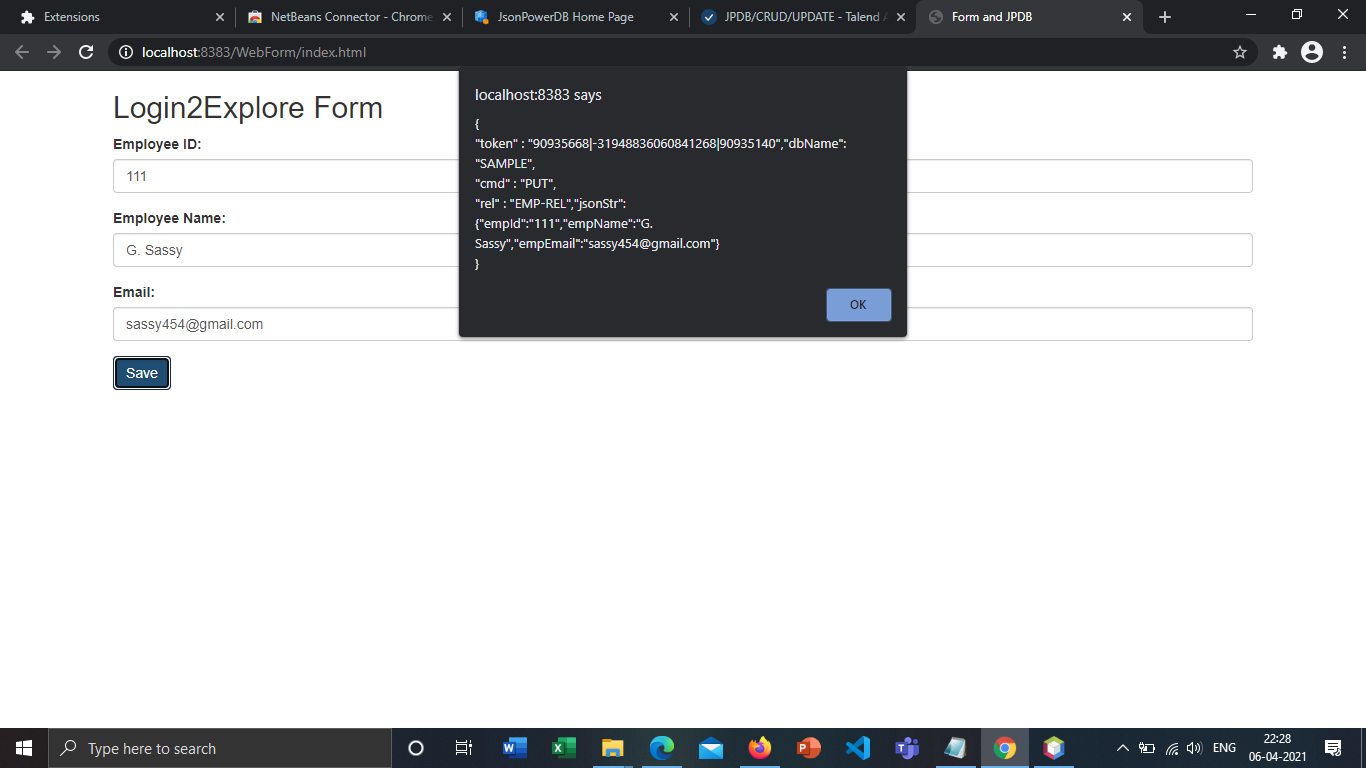 Extensions
NetBeans Connector - Chrome
JsonPowerDB Home Page
JPDB/CRUD/UPDATE - Talend A
Form and JPDB
localhost:8383/WebForm/index.html
localhost:8383 says
{
"token" : "90935668|-31948836060841268|90935140","dbName":
"SAMPLE",
"cmd" : "PUT",
"rel" : "EMP-REL","jsonStr":
{"empId":"111","empName":"G.
Sassy","empEmail":"sassy454@gmail.com"}
}
OK
Login2Explore Form
Employee ID:
111
Employee Name:
G. Sassy
Email:
sassy454@gmail.com
Save
Type here to search
ENG
22:28
06-04-2021